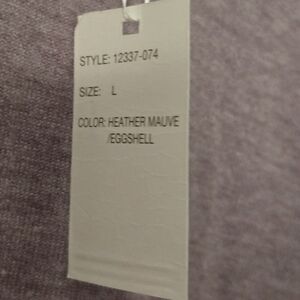 STYLE: 12337-074
SIZE: L
COLOR: HEATHER MAUVE
/EGGSHELL